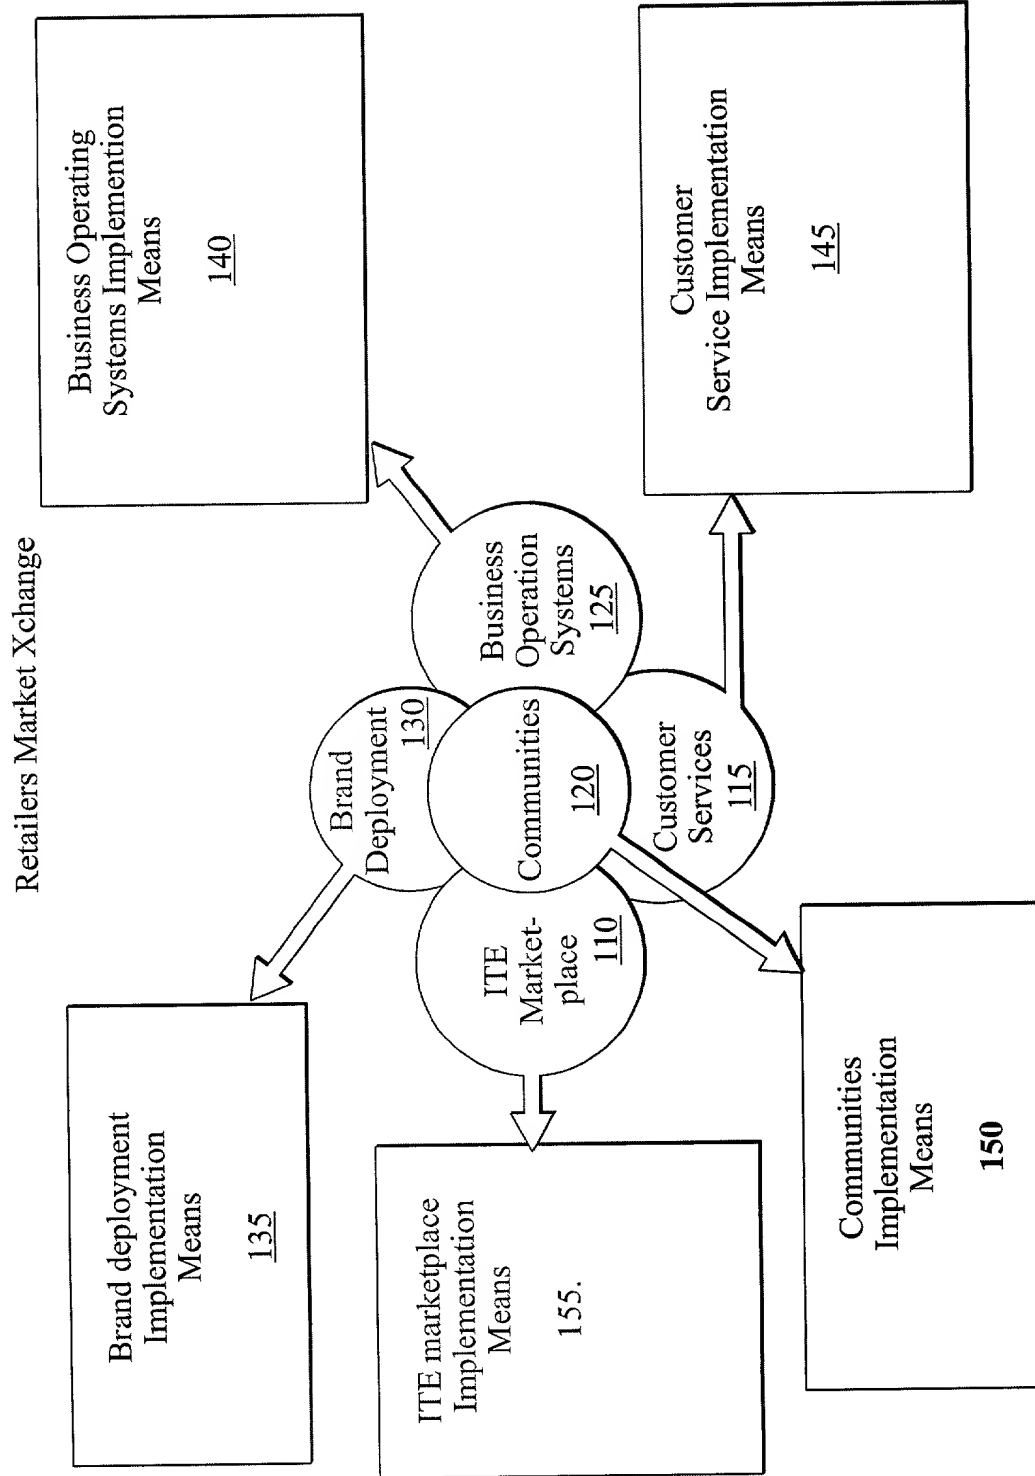 Retailers Market Xchange
Brand deployment
Implementation
Means
135
Business Operating
Systems Implemention
Means
140
Brand
Deployment
130
ITE
Market-
place
110
Communities
120
Business
Operation
Systems
125
Customer
Services
115
ITE marketplace
Implementation
Means
155.
Communities
Implementation
Means
150
Customer
Service Implementation
Means
145